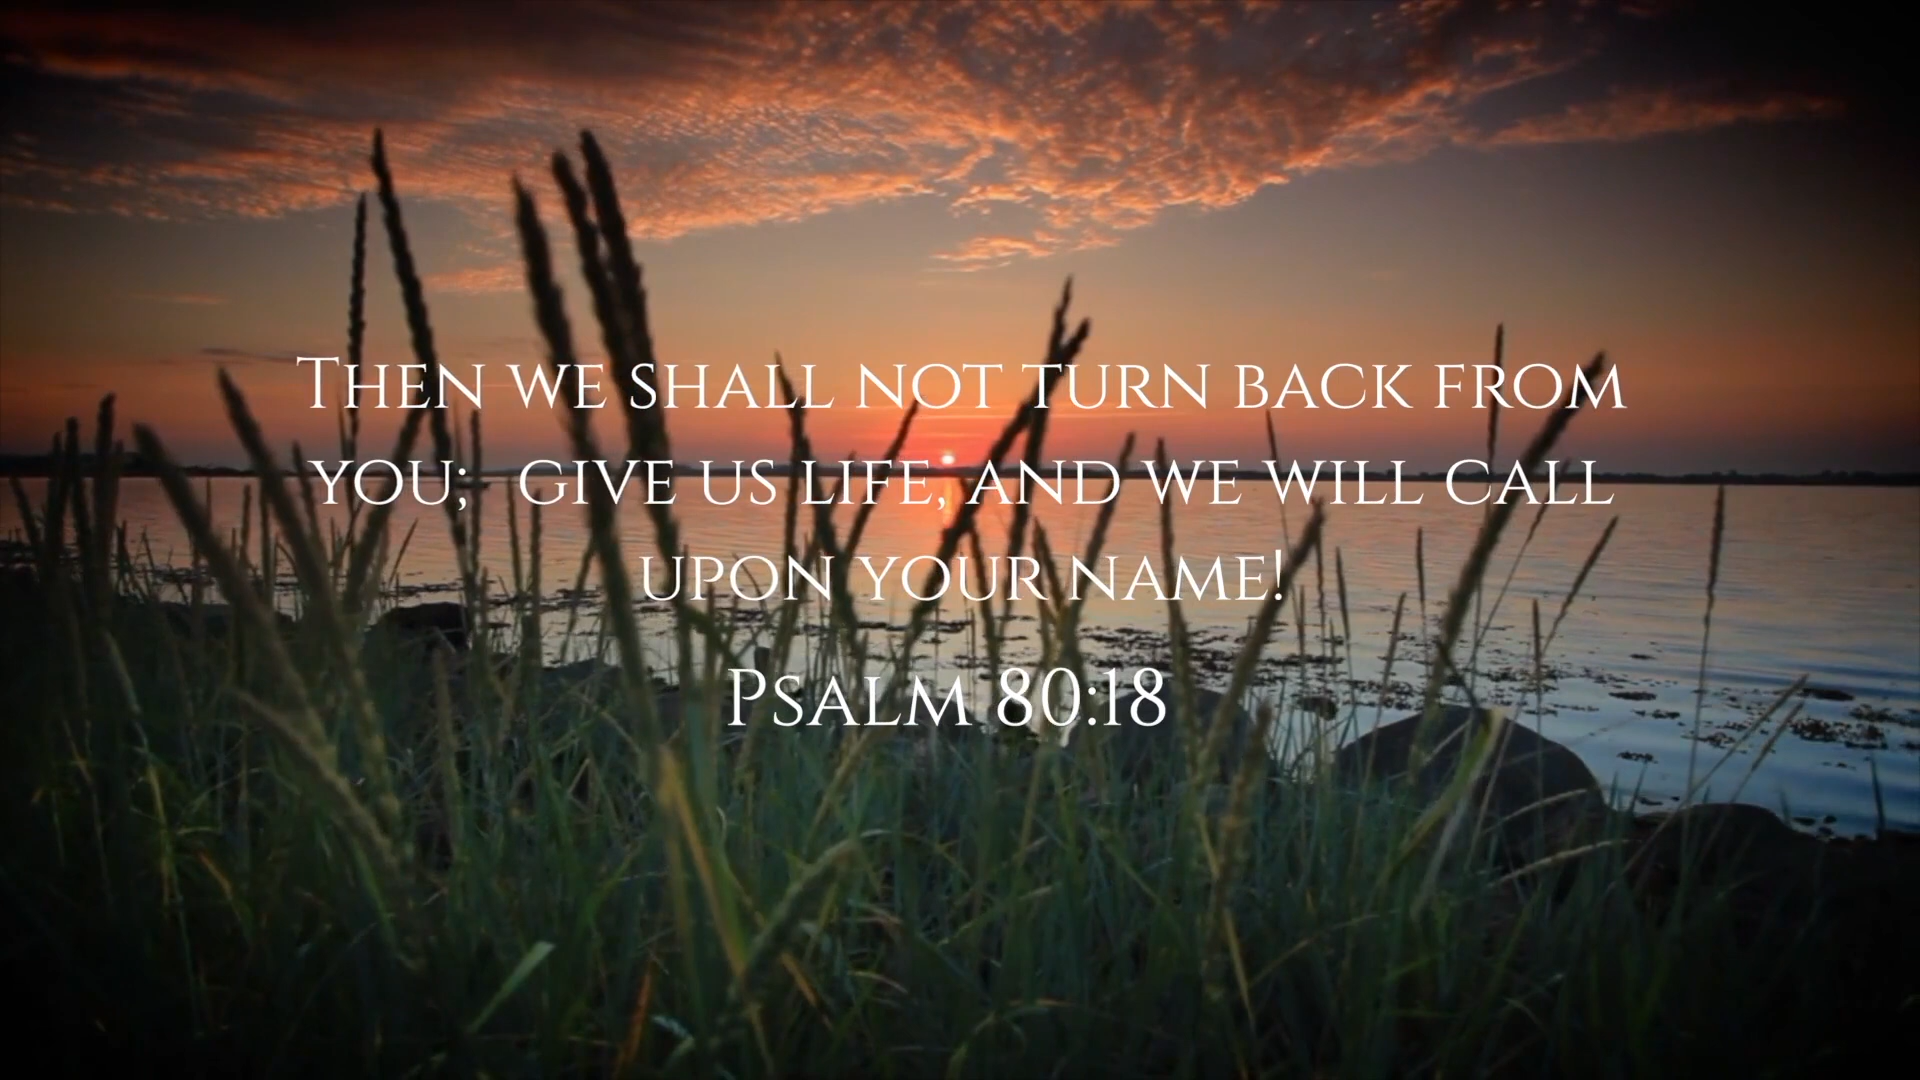 Then we shall not turn back from
you;  give us life, and we will call
upon your name!
Psalm 80:18